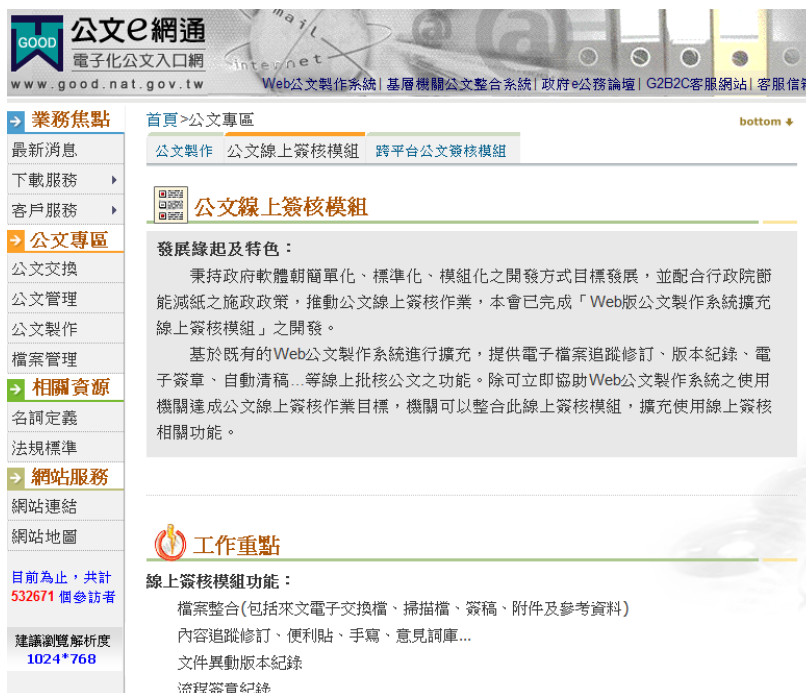 GOOD
公文e網通
電子化公文入口網
www.good.nat.gov.tw
mail
internet
@
Web公文製作系統| 基層機關公文整合系統| 政府e公務論壇| G2B2C客服網站| 客服信箱
業務焦點
最新消息
下載服務
客戶服務
公文專區
公文交換
公文管理
公文製作
檔案管理
相關資源
名詞定義
法規標準
網站服務
網站連結
網站地圖
目前為止，共計
532671 個參訪者
建議瀏覽解析度
1024*768
首頁>公文專區
bottom
公文製作 公文線上簽核模組 跨平台公文簽核模組
公文線上簽核模組
發展緣起及特色：
秉持政府軟體朝簡單化、標準化、模組化之開發方式目標發展，並配合行政院節
能減紙之施政政策，推動公文線上簽核作業，本會已完成「Web版公文製作系統擴充
線上簽核模組」之開發。
基於既有的Web公文製作系統進行擴充，提供電子檔案追蹤修訂、版本紀錄、電
子簽章、自動清稿...等線上批核公文之功能。除可立即協助Web公文製作系統之使用
機關達成公文線上簽核作業目標，機關可以整合此線上簽核模組，擴充使用線上簽核
相關功能。
工作重點
線上簽核模組功能：
檔案整合(包括來文電子交換檔、掃描檔、簽稿、附件及參考資料)
內容追蹤修訂、便利貼、手寫、意見詞庫...
文件異動版本紀錄
流程簽章紀錄